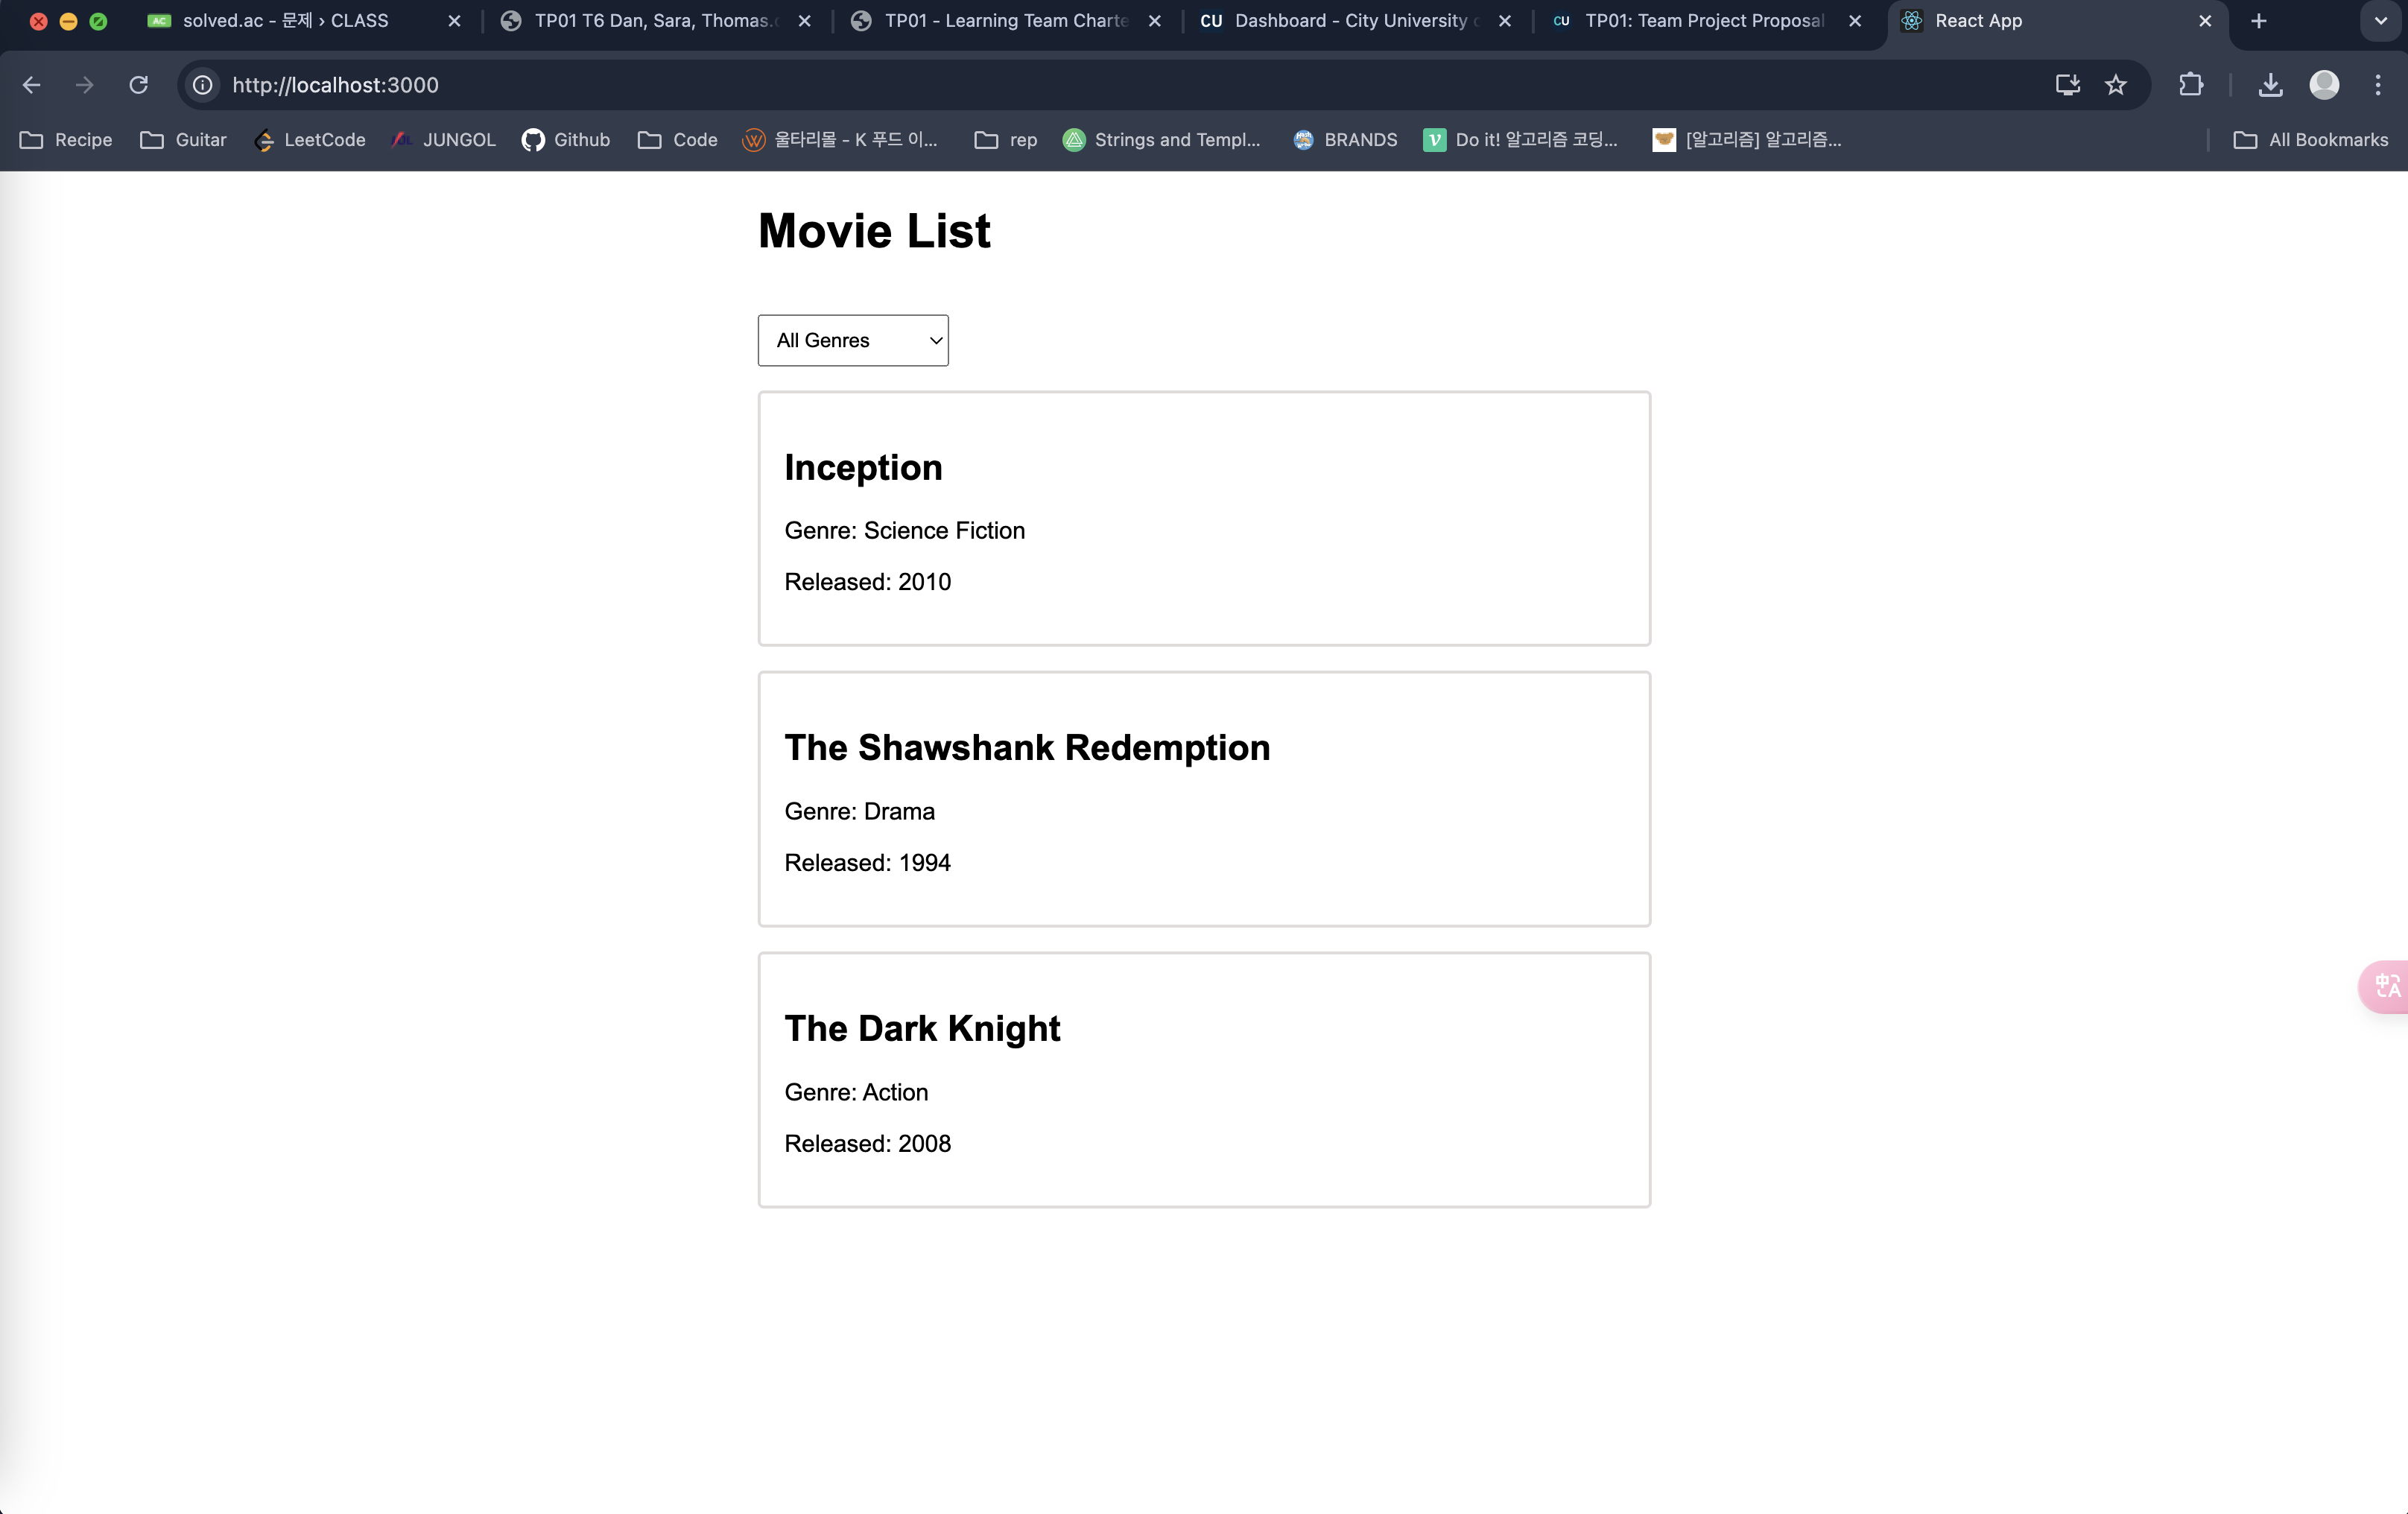 AC solved.ac - 문제 › CLASS
TP01 T6 Dan, Sara, Thomas.
TP01 - Learning Team Charte
CU Dashboard - City University
CU TP01: Team Project Proposal
React App
http://localhost:3000
Recipe
Guitar
LeetCode
JUNGOL
Github
Code
울타리몰 - K 푸드 이...
rep
Strings and Templ...
BRANDS
Do it! 알고리즘 코딩...
[알고리즘] 알고리즘...
All Bookmarks
Movie List
All Genres
Inception
Genre: Science Fiction
Released: 2010
The Shawshank Redemption
Genre: Drama
Released: 1994
The Dark Knight
Genre: Action
Released: 2008